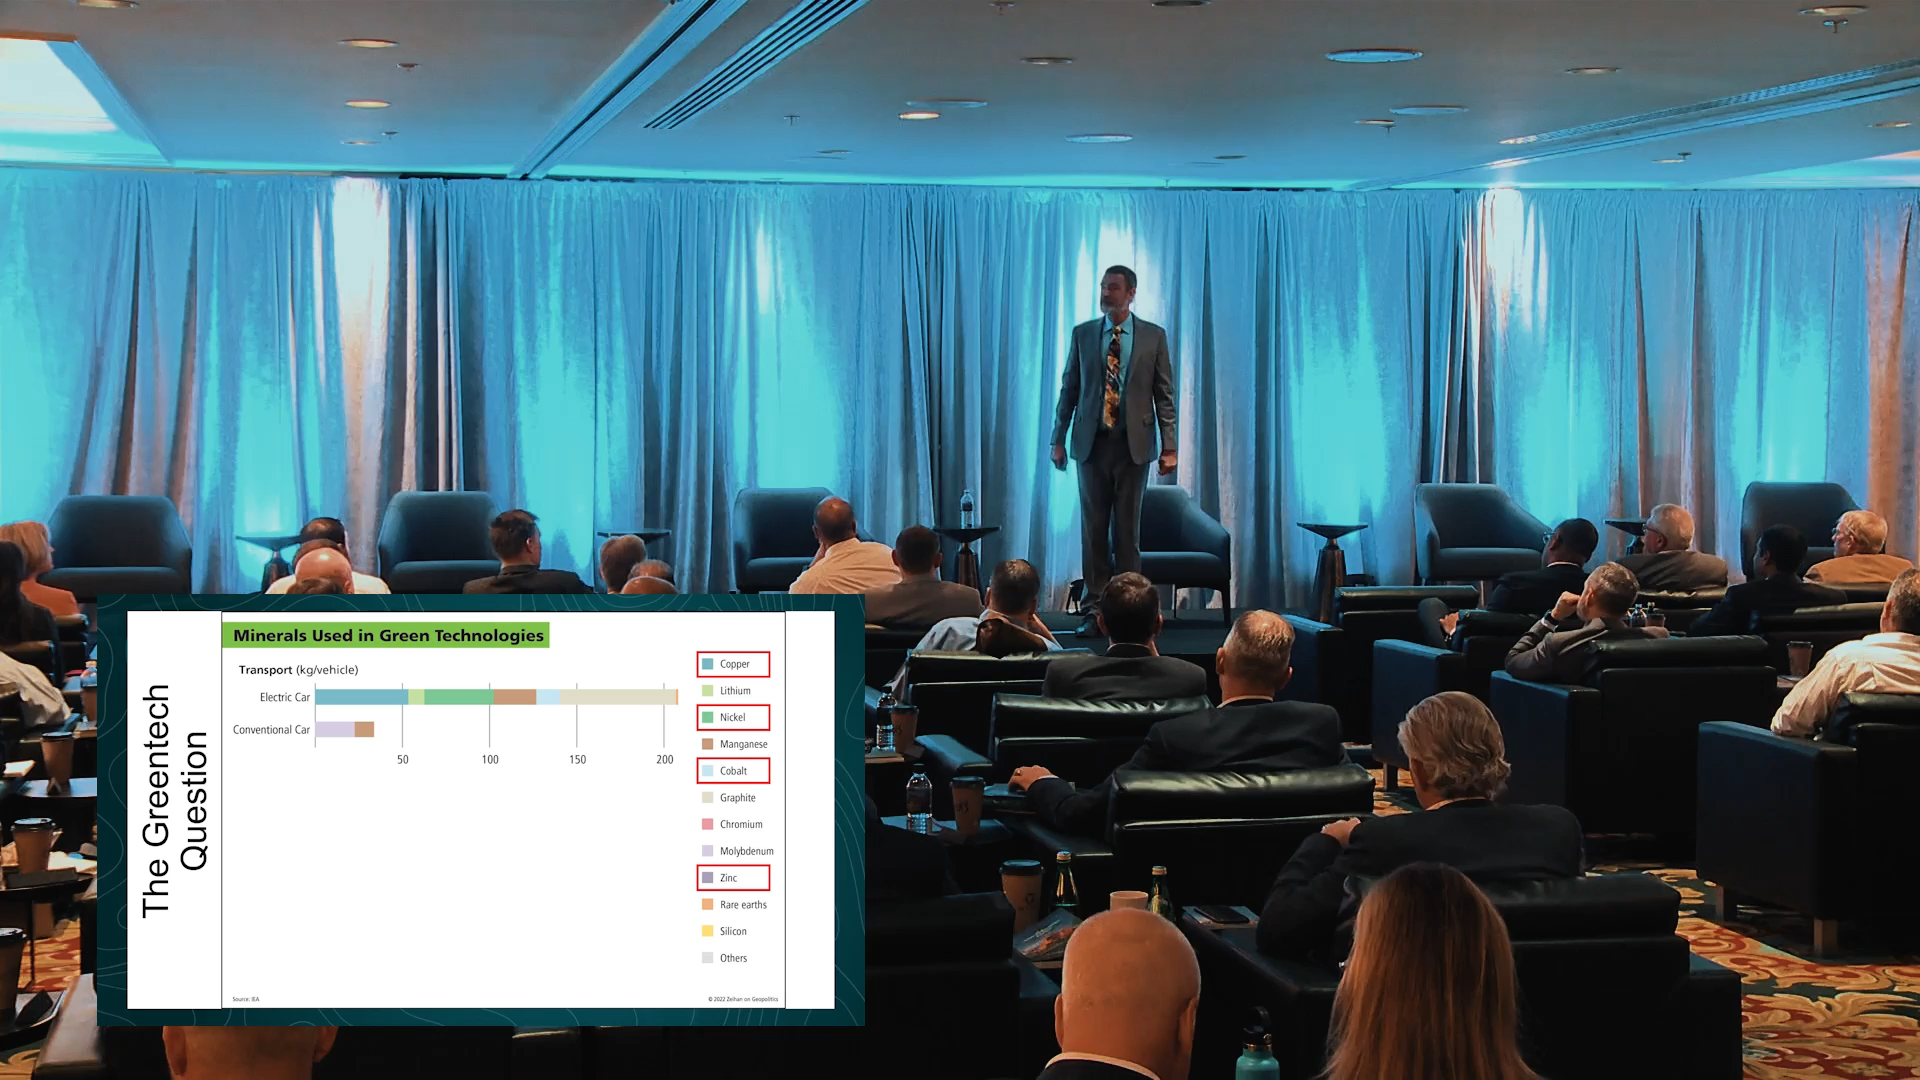 The Greentech
Question
Minerals Used in Green Technologies
Transport (kg/vehicle)
Electric Car
Conventional Car
50 100 150 200
Copper
Lithium
Nickel
Manganese
Cobalt
Graphite
Chromium
Molybdenum
Zinc
Rare earths
Silicon
Others
Source: IEA
© 2022 Zeihan on Geopolitics